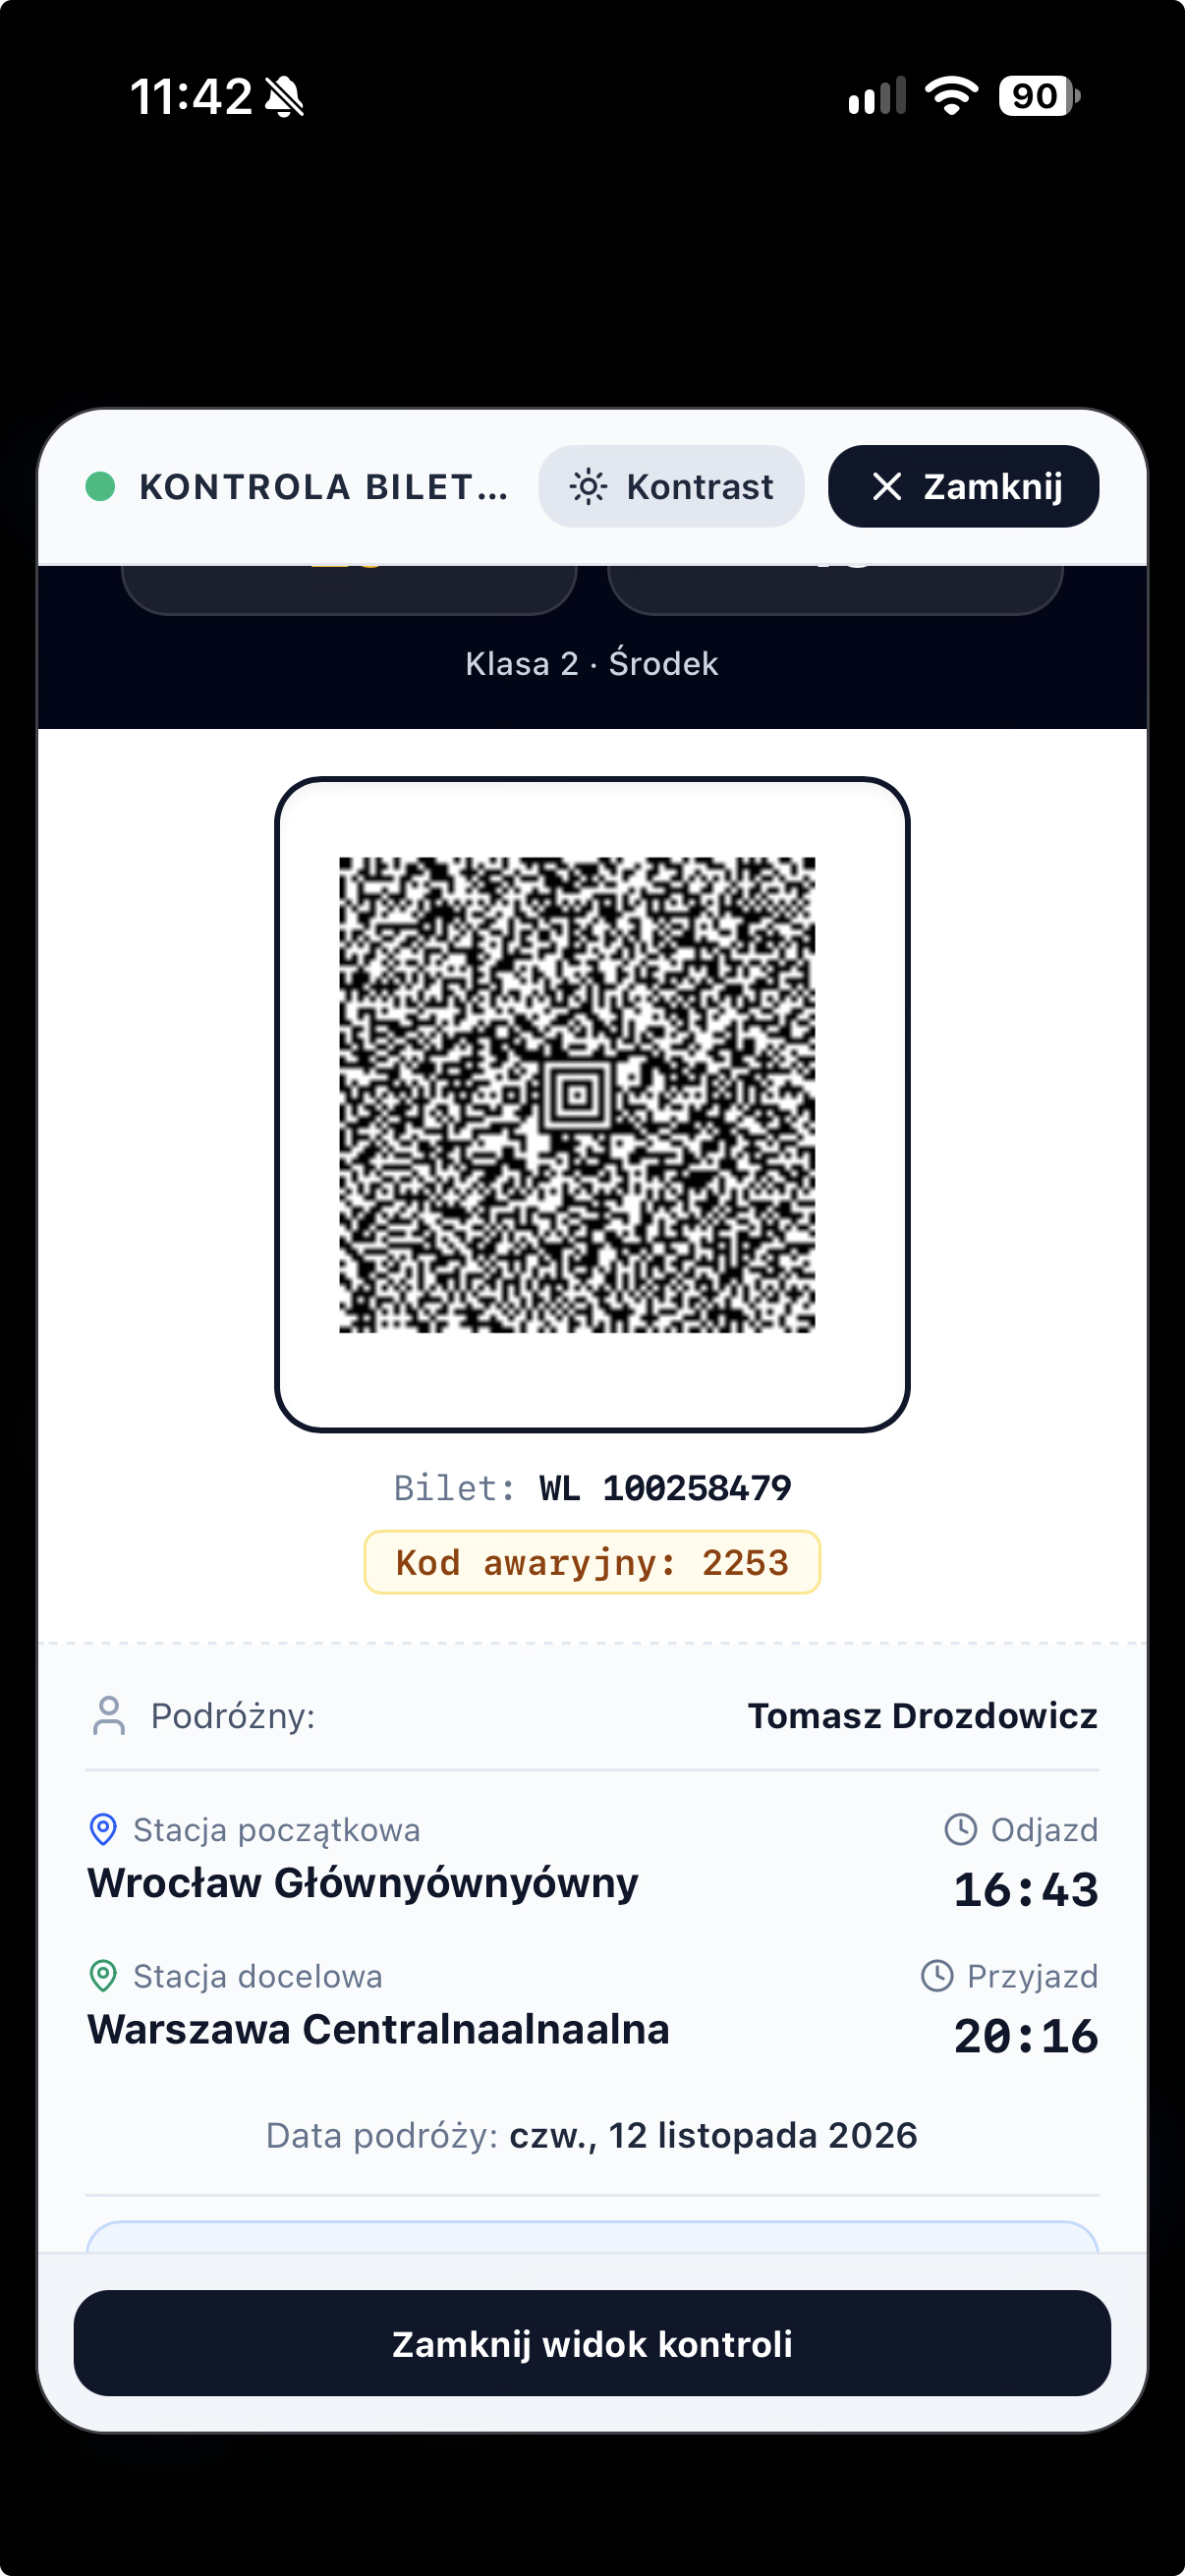 11:42
90
KONTROLA BILET...
Kontrast
Zamknij
Klasa 2 · Środek
Bilet: WL 100258479
Kod awaryjny: 2253
Podróżny:
Tomasz Drozdowicz
Stacja początkowa
Odjazd
Wrocław Głównyównyówny
16:43
Stacja docelowa
Przyjazd
Warszawa Centralnaalnaalna
20:16
Data podróży: czw., 12 listopada 2026
Zamknij widok kontroli